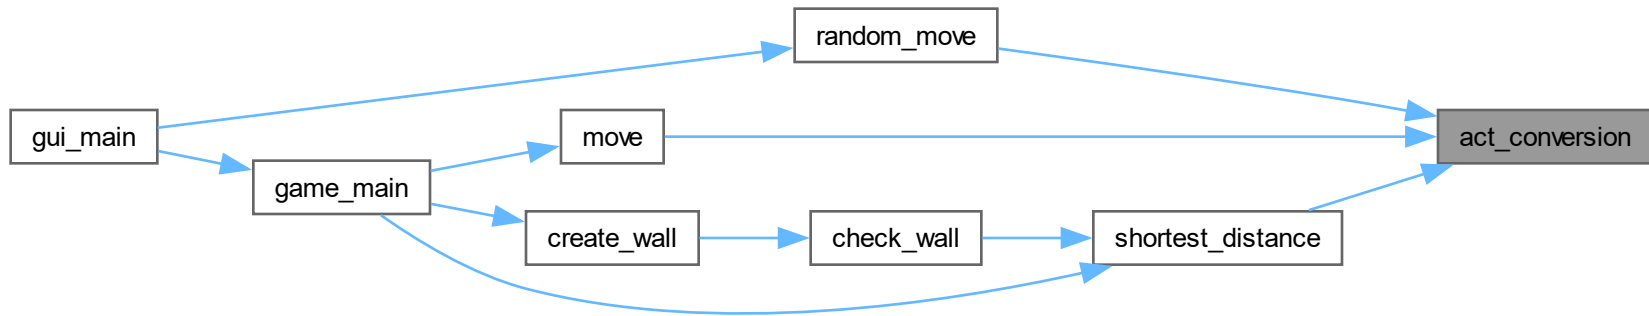 random_move
gui_main
move
act_conversion
game_main
create_wall
check_wall
shortest_distance